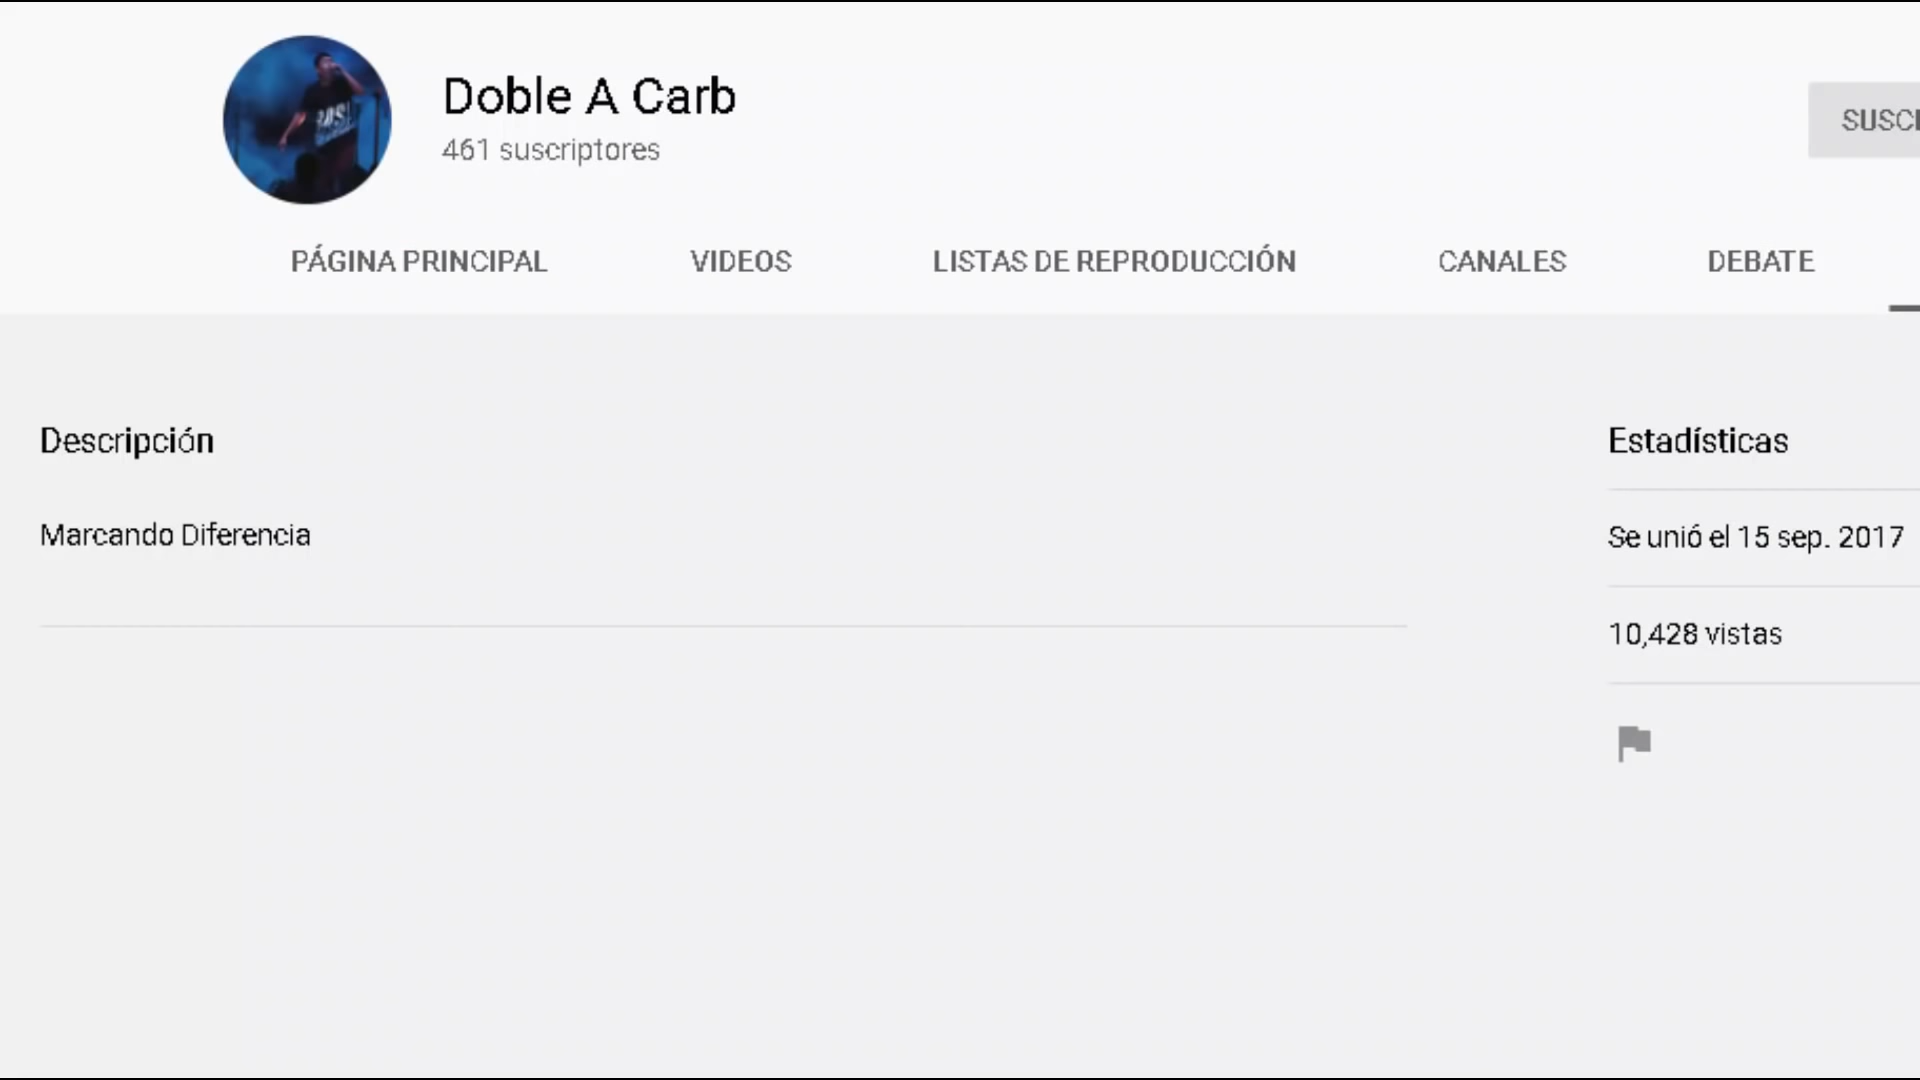 Doble A Carb
461 suscriptores
PÁGINA PRINCIPAL
VIDEOS
LISTAS DE REPRODUCCIÓN
CANALES
DEBATE
Descripción
Marcando Diferencia
Estadísticas
Se unió el 15 sep. 2017
10,428 vistas